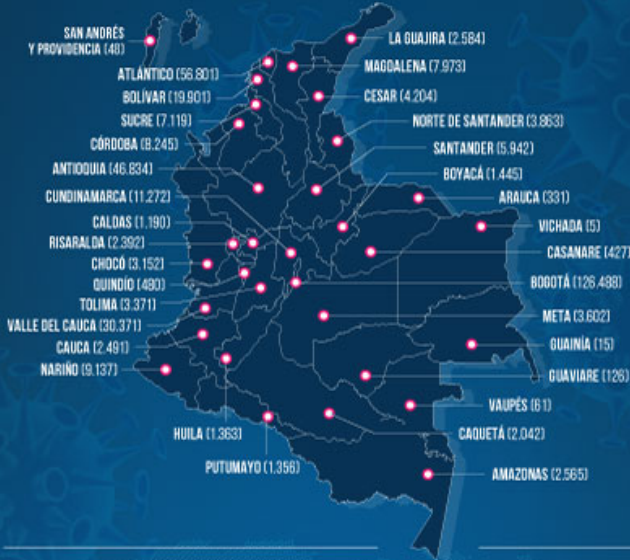 SAN ANDRÉS
Y PROVIDENCIA (48)
ATLÁNTICO (56.801)
BOLÍVAR (19.901)
SUCRE (7.119)
CÓRDOBA (8.245)
ANTIOQUIA (46.834)
CUNDINAMARCA (11.272)
CALDAS (1.190)
RISARALDA (2.392)
CHOCÓ (3.152)
QUINDÍO (480)
TOLIMA (3.371)
VALLE DEL CAUCA (30.371)
CAUCA (2.491)
NARIÑO (9.137)
HUILA (1.363)
PUTUMAYO (1.356)
LA GUAJIRA (2.584)
MAGDALENA (7.973)
CESAR (4.204)
NORTE DE SANTANDER (3.863)
SANTANDER (5.942)
BOYACÁ (1.445)
ARAUCA (331)
VICHADA (5)
CASANARE (427)
BOGOTÁ (126.488)
META (3.602)
GUAINÍA (15)
GUAVIARE (126)
VAUPÉS (61)
CAQUETÁ (2.042)
AMAZONAS (2.565)